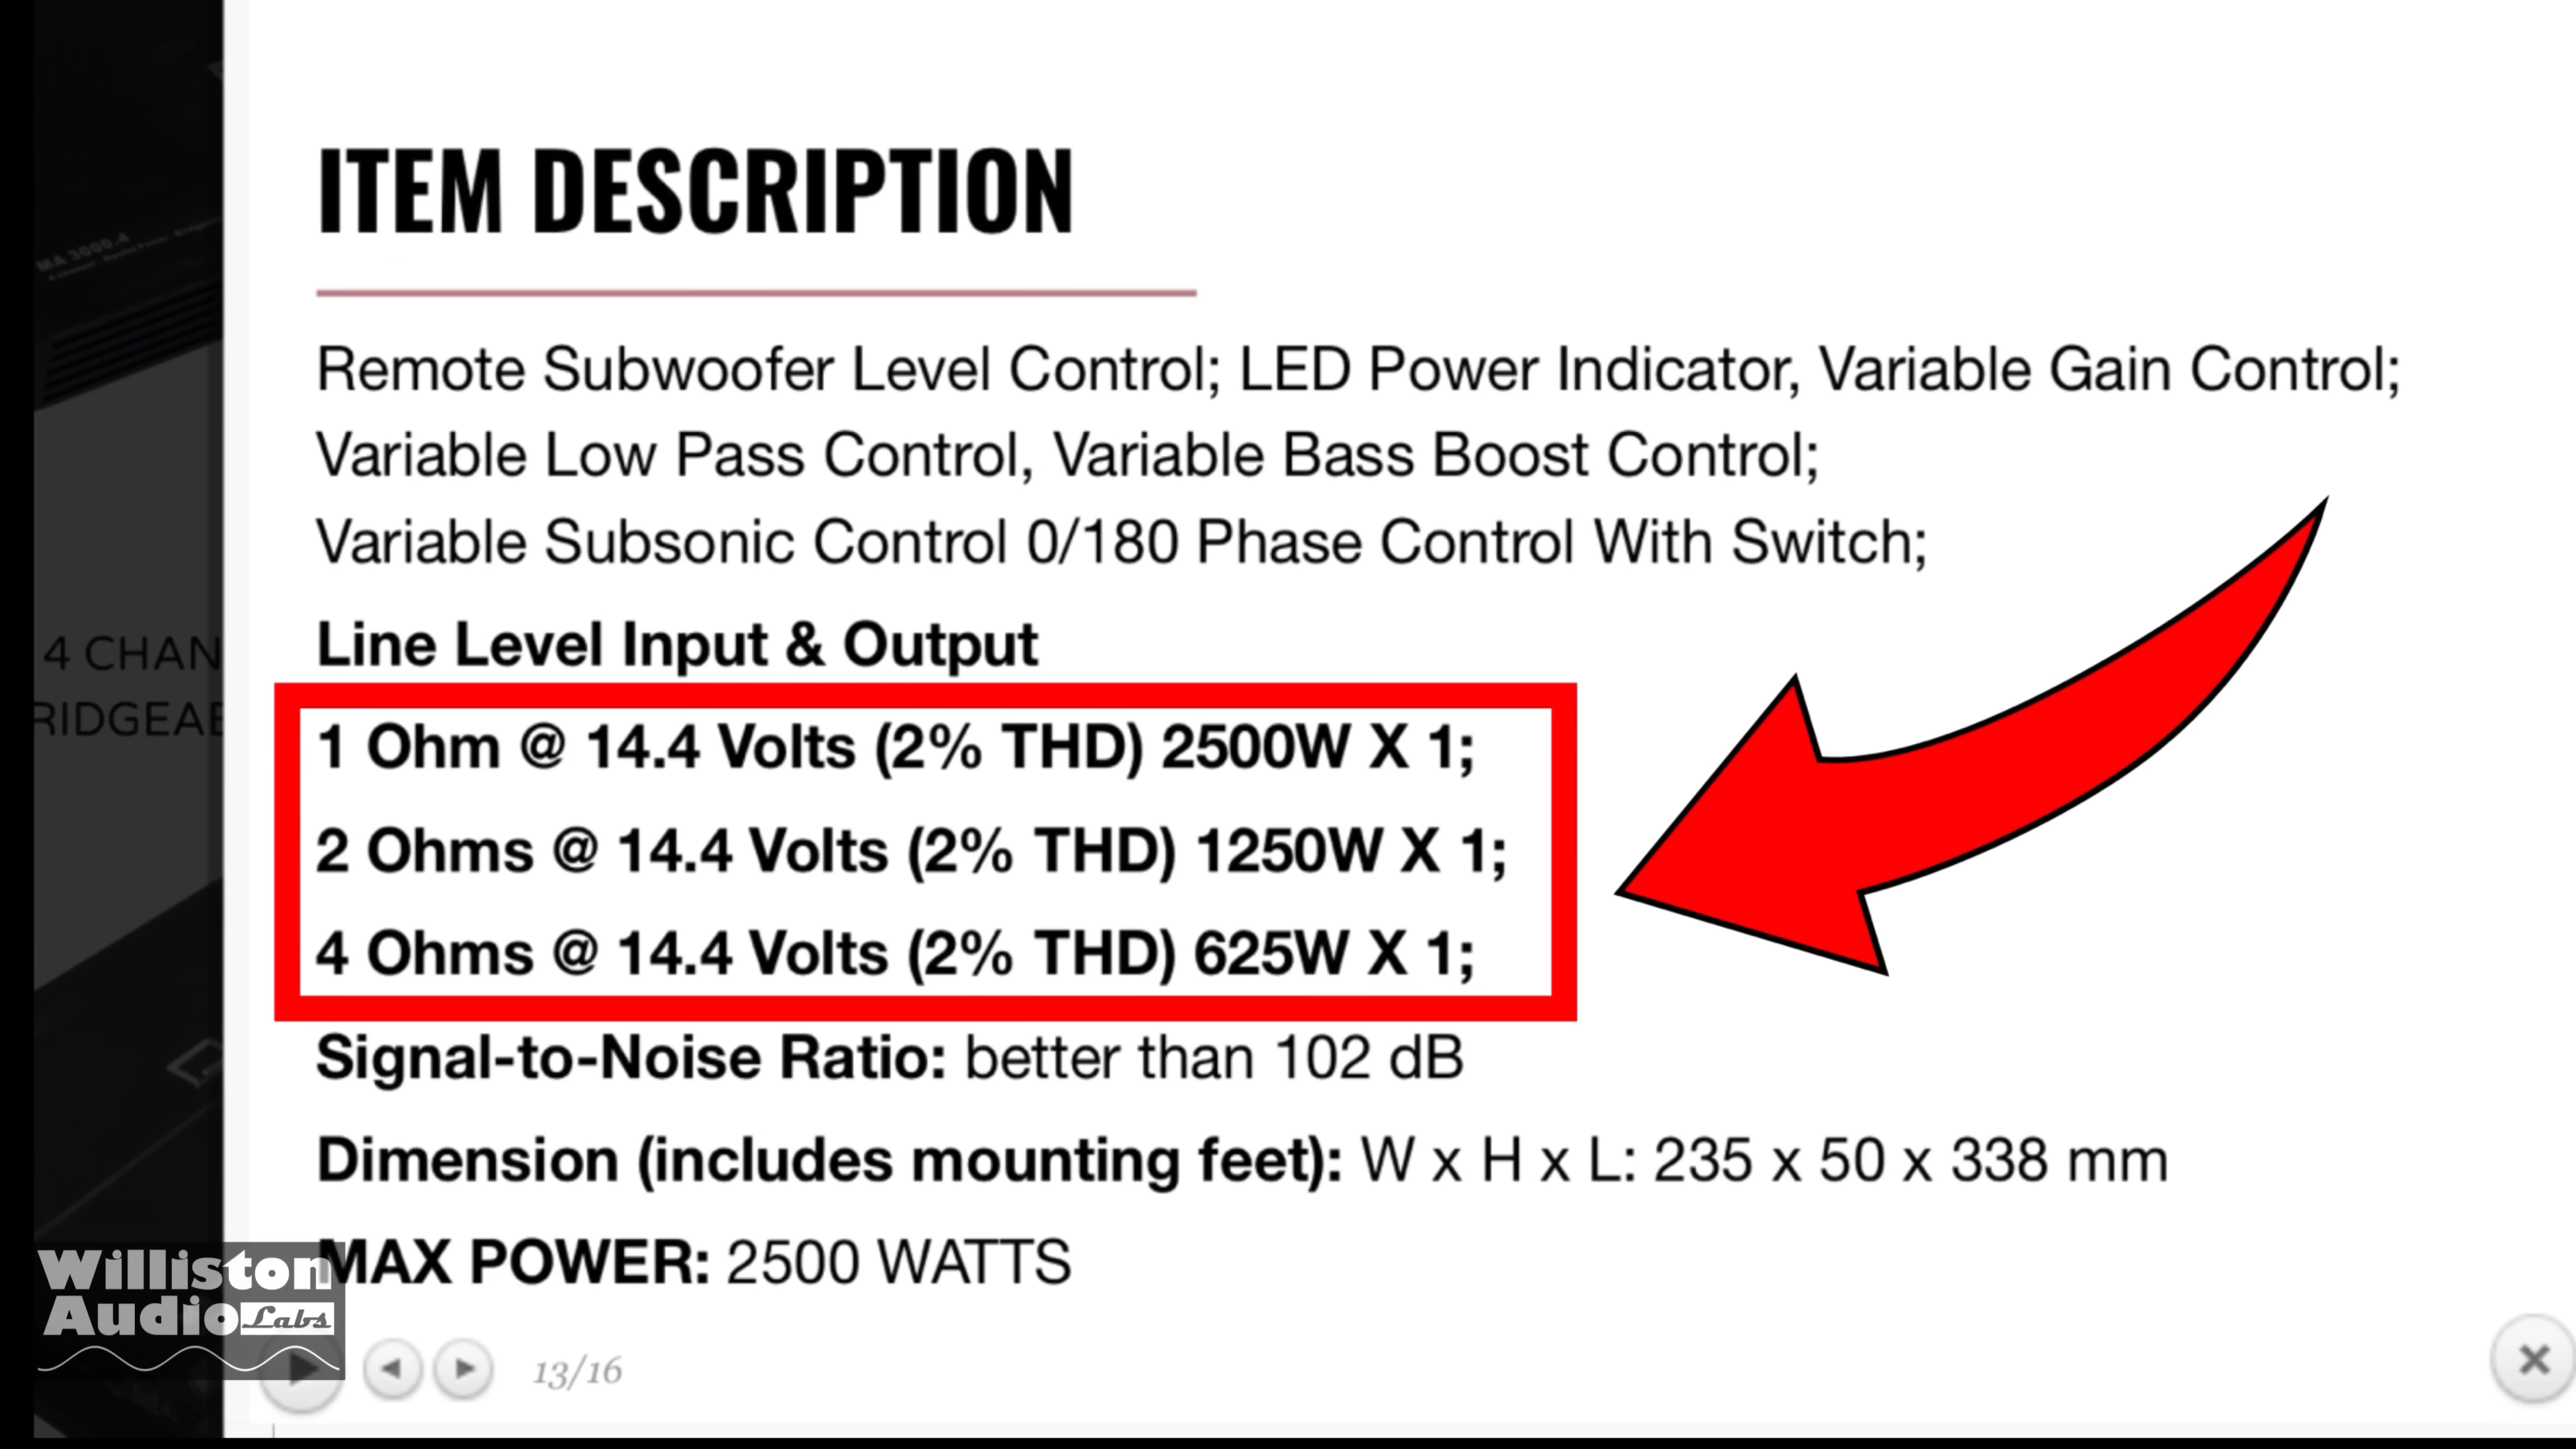 ITEM DESCRIPTION
Remote Subwoofer Level Control; LED Power Indicator, Variable Gain Control;
Variable Low Pass Control, Variable Bass Boost Control;
Variable Subsonic Control 0/180 Phase Control With Switch;
Line Level Input & Output
1 Ohm @ 14.4 Volts (2% THD) 2500W X 1;
2 Ohms @ 14.4 Volts (2% THD) 1250W X 1;
4 Ohms @ 14.4 Volts (2% THD) 625W X 1;
Signal-to-Noise Ratio: better than 102 dB
Dimension (includes mounting feet): W x H x L: 235 x 50 x 338 mm
MAX POWER: 2500 WATTS
13/16
MA 3000.4
4 CHAN
RIDGEAB
Williston
Audio Labs